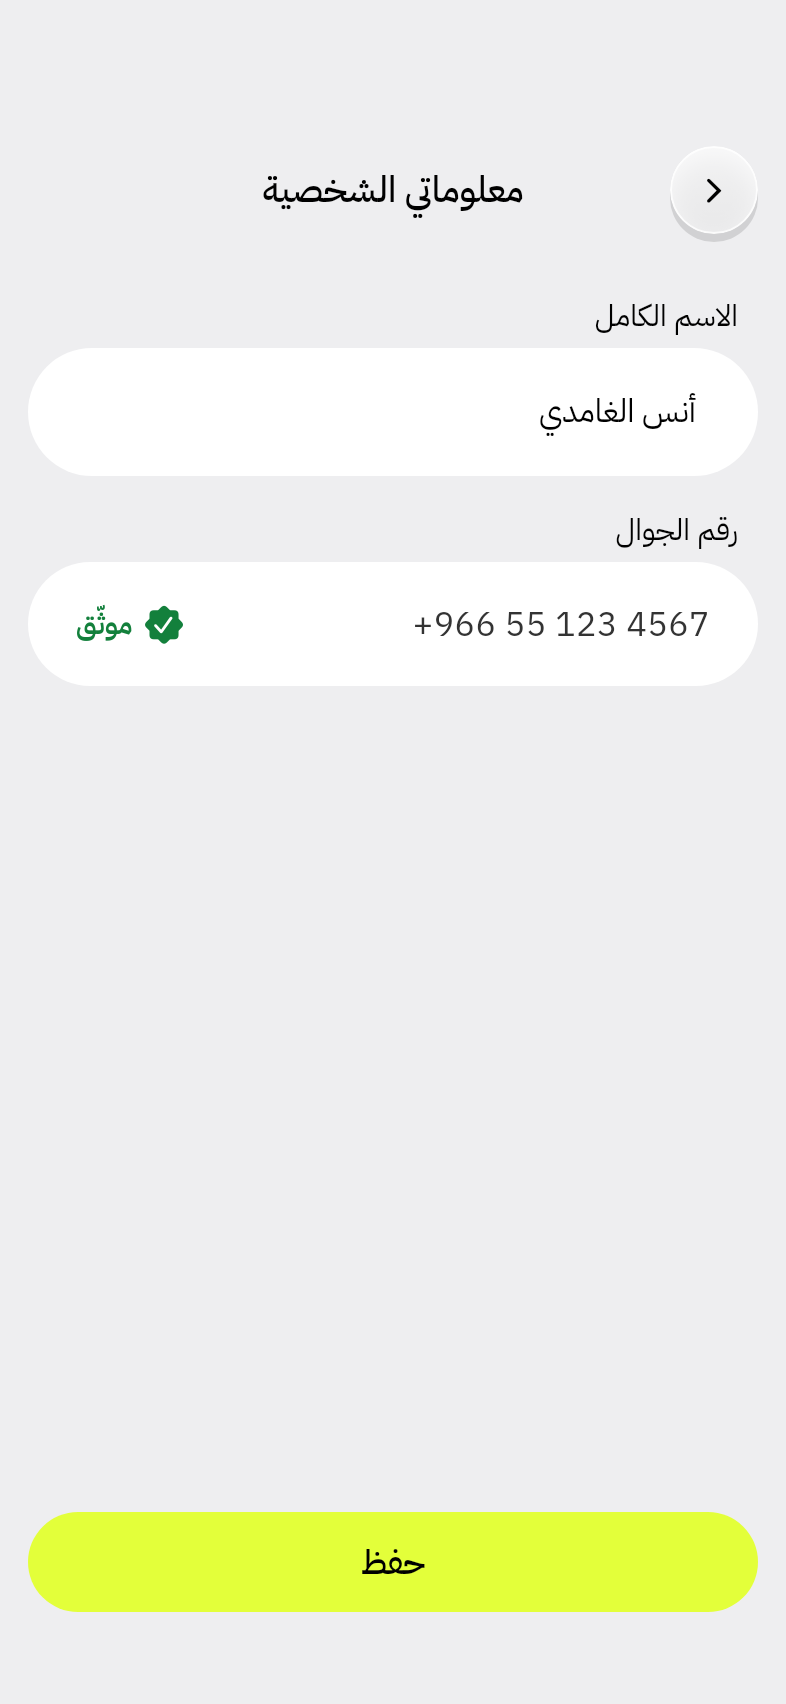 معلوماتي الشخصية
الاسم الكامل
أنس الغامدي
رقم الجوال
+966 55 123 4567 موثّق
حفظ